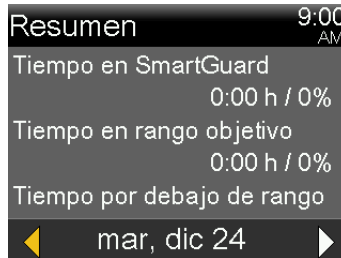 Resumen
9:00
AM
Tiempo en SmartGuard
0:00 h / 0%
Tiempo en rango objetivo
0:00 h / 0%
Tiempo por debajo de rango
mar, dic 24